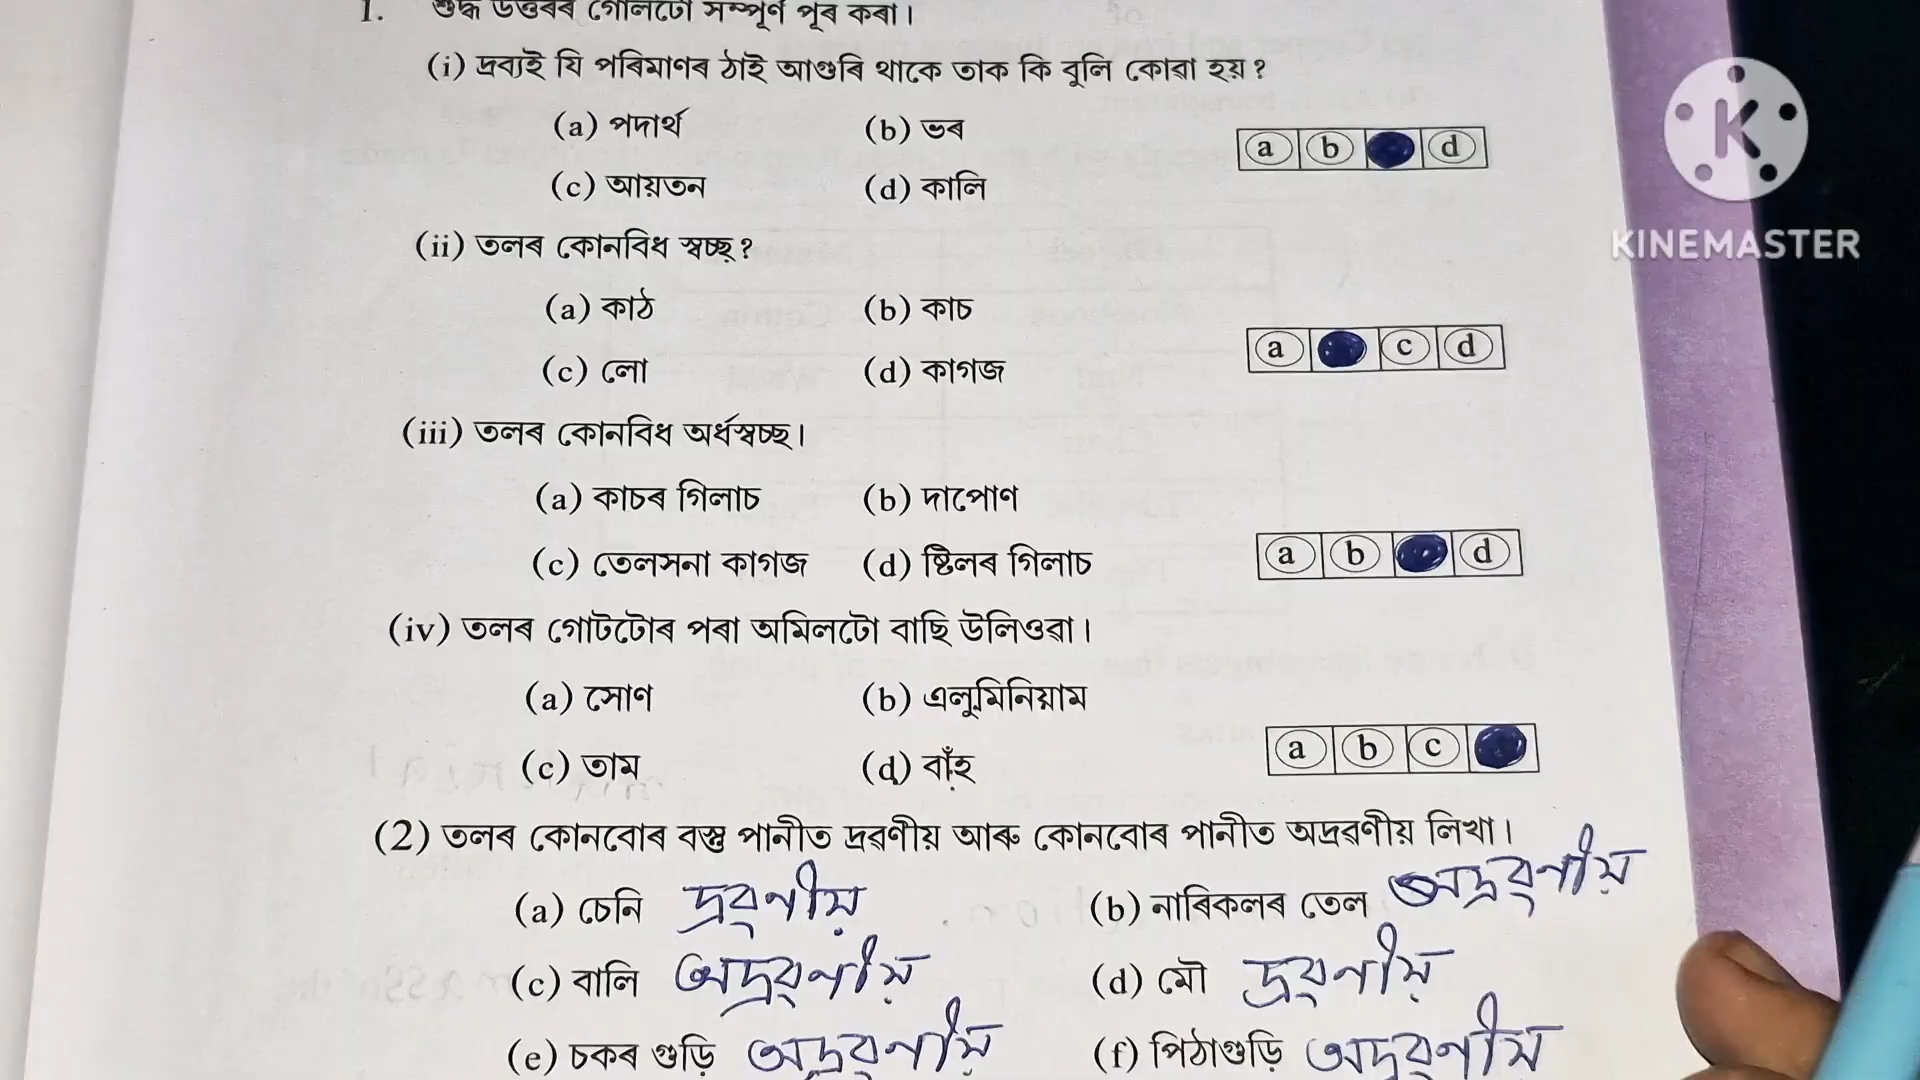 1. শুদ্ধ উত্তৰৰ গোলটো সম্পূৰ্ণ পূৰ কৰা।
(i) দ্ৰব্যই যি পৰিমাণৰ ঠাই আগুৰি থাকে তাক কি বুলি কোৱা হয়?
(a) পদাৰ্থ (b) ভৰ
a b d
(c) আয়তন (d) কালি
KINEMASTER
(ii) তলৰ কোনবিধ স্বচ্ছ?
(a) কাঠ (b) কাচ
a c d
(c) লো (d) কাগজ
(iii) তলৰ কোনবিধ অৰ্ধস্বচ্ছ।
(a) কাচৰ গিলাচ (b) দাপোণ
(c) তেলসনা কাগজ (d) ষ্টিলৰ গিলাচ
a b d
(iv) তলৰ গোটটোৰ পৰা অমিলটো বাছি উলিওৱা।
(a) সোণ (b) এলুমিনিয়াম
a b c
(c) তাম (d) বাঁহ
(2) তলৰ কোনবোৰ বস্তু পানীত দ্ৰৱণীয় আৰু কোনবোৰ পানীত অদ্ৰৱণীয় লিখা।
(a) চেনি দ্ৰৱণীয় (b) নাৰিকলৰ তেল অদ্ৰৱণীয়
(c) বালি অদ্ৰৱণীয় (d) মৌ দ্ৰৱণীয়
(e) চকৰ গুড়ি অদ্ৰৱণীয় (f) পিঠাগুড়ি অদ্ৰৱণীয়